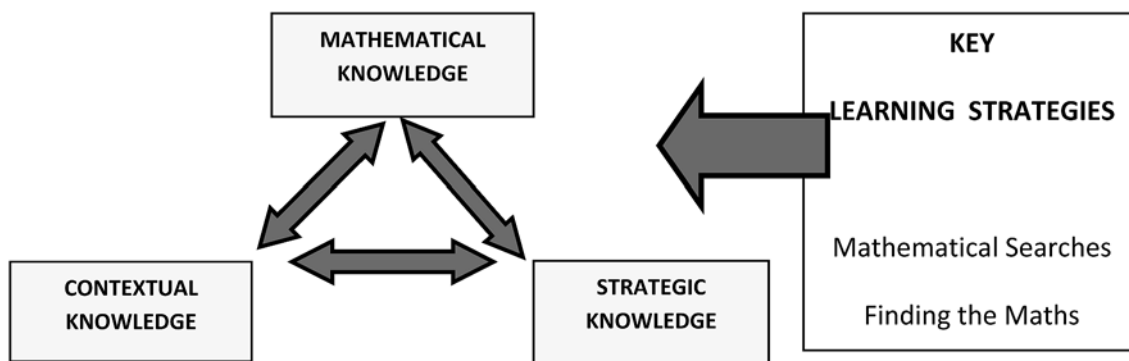 MATHEMATICAL
KNOWLEDGE
CONTEXTUAL
KNOWLEDGE
STRATEGIC
KNOWLEDGE
KEY
LEARNING STRATEGIES
Mathematical Searches
Finding the Maths